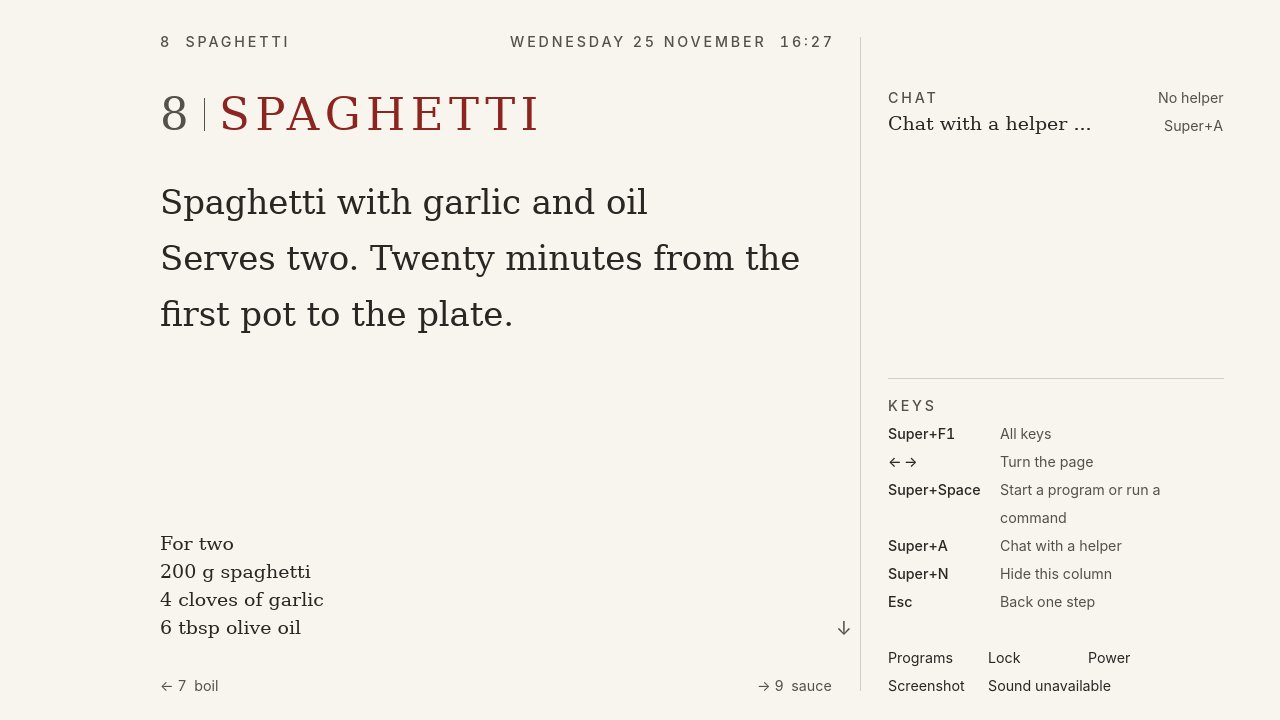 8 SPAGHETTI
WEDNESDAY 25 NOVEMBER 16:27
8 SPAGHETTI
Spaghetti with garlic and oil
Serves two. Twenty minutes from the
first pot to the plate.
For two
200 g spaghetti
4 cloves of garlic
6 tbsp olive oil
↓
← 7 boil
→ 9 sauce
CHAT
No helper
Chat with a helper ...
Super+A
KEYS
Super+F1 All keys
← → Turn the page
Super+Space Start a program or run a
command
Super+A Chat with a helper
Super+N Hide this column
Esc Back one step
Programs Lock Power
Screenshot Sound unavailable